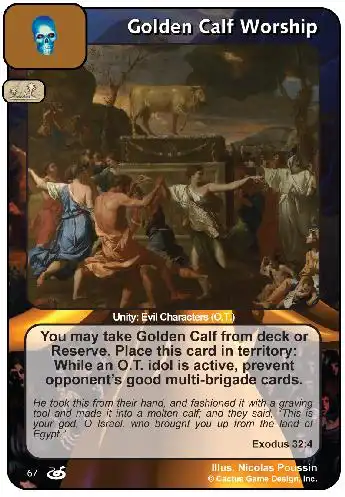 Golden Calf Worship
Unity: Evil Characters (O.T.)
You may take Golden Calf from deck or
Reserve. Place this card in territory:
While an O.T. idol is active, prevent
opponent's good multi-brigade cards.
He took this from their hand, and fashioned it with a graving
tool and made it into a molten calf; and they said, "This is
your god, O Israel, who brought you up from the land of
Egypt."
Exodus 32:4
67
Illus. Nicolas Poussin
© Cactus Game Design, Inc.